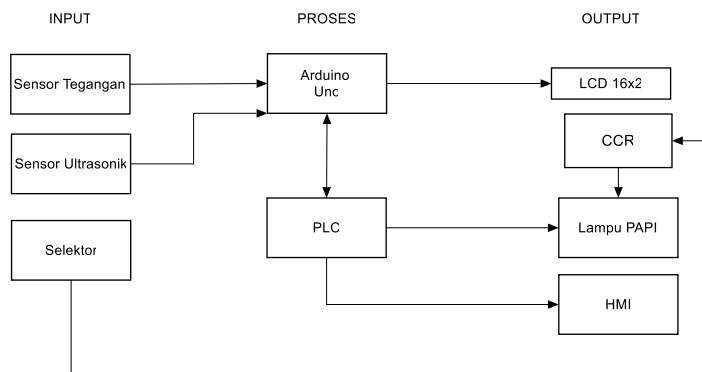 INPUT
PROSES
OUTPUT
Sensor Tegangan
Arduino
Uno
LCD 16x2
Sensor Ultrasonik
CCR
Selektor
PLC
Lampu PAPI
HMI